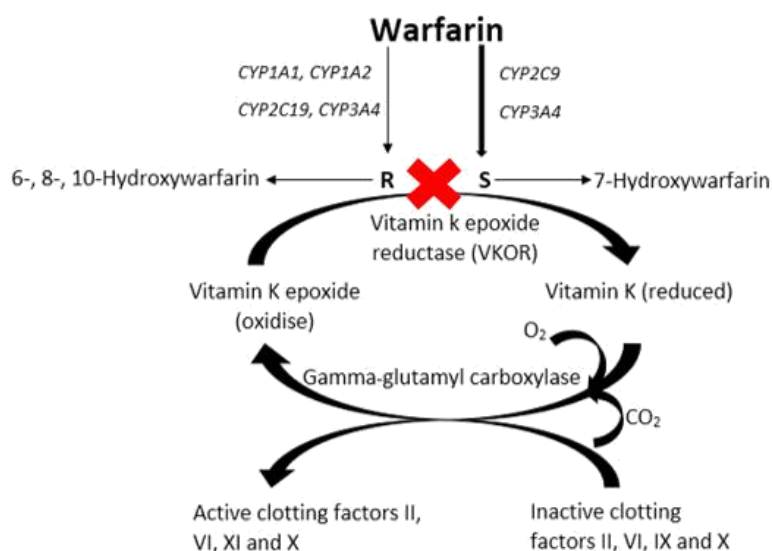 Warfarin
CYP1A1, CYP1A2
CYP2C19, CYP3A4
CYP2C9
CYP3A4
6-, 8-, 10-Hydroxywarfarin
R
S
7-Hydroxywarfarin
Vitamin k epoxide
reductase (VKOR)
Vitamin K epoxide
(oxidise)
Vitamin K (reduced)
O₂
Gamma-glutamyl carboxylase
CO₂
Active clotting factors II,
VI, XI and X
Inactive clotting
factors II, VI, IX and X